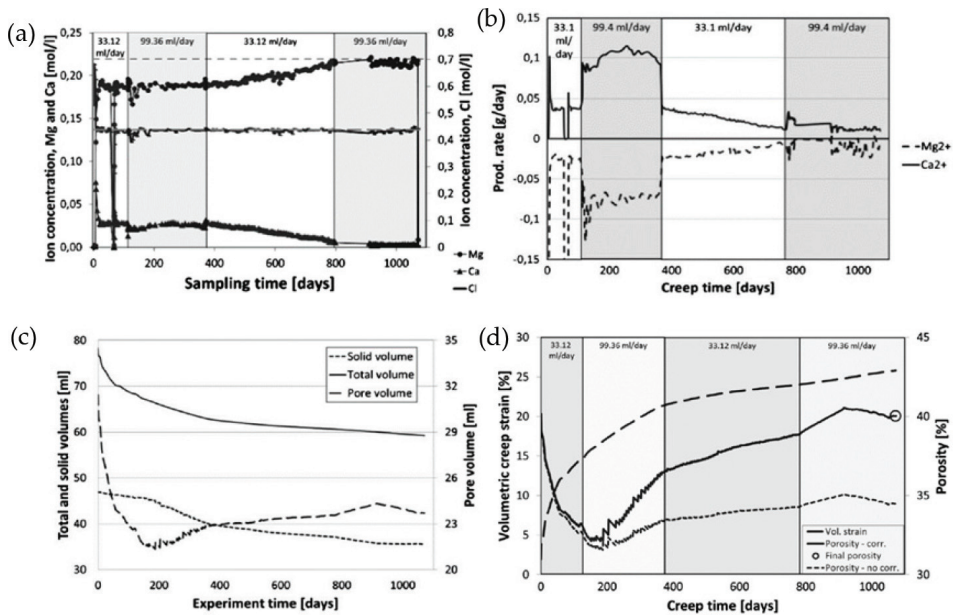 (a)
33.12 ml/day
99.36 ml/day
33.12 ml/day
99.36 ml/day
Ion concentration, Mg and Ca [mol/l]
0,25
0,20
0,15
0,10
0,05
0,00
0,8
0,7
0,6
0,5
0,4
0,3
0,2
0,1
0
Ion concentration, Cl [mol/l]
0 200 400 600 800 1000
Sampling time [days]
Mg
Ca
Cl
(b)
33.1 ml/ day
99.4 ml/day
33.1 ml/day
99.4 ml/day
Prod. rate [g/day]
0,15
0,1
0,05
0
-0,05
-0,1
-0,15
0 200 400 600 800 1000
Creep time [days]
Mg2+
Ca2+
(c)
Total and solid volumes [ml]
80
70
60
50
40
30
Solid volume
Total volume
Pore volume
35
32
29
26
23
20
Pore volume [ml]
0 200 400 600 800 1000
Experiment time [days]
(d)
33.12 ml/day
99.36 ml/day
33.12 ml/day
99.36 ml/day
Volumetric creep strain [%]
30
25
20
15
10
5
0
45
40
35
30
Porosity [%]
Vol. strain
Porosity - corr.
Final porosity
Porosity - no corr.
0 200 400 600 800 1000
Creep time [days]